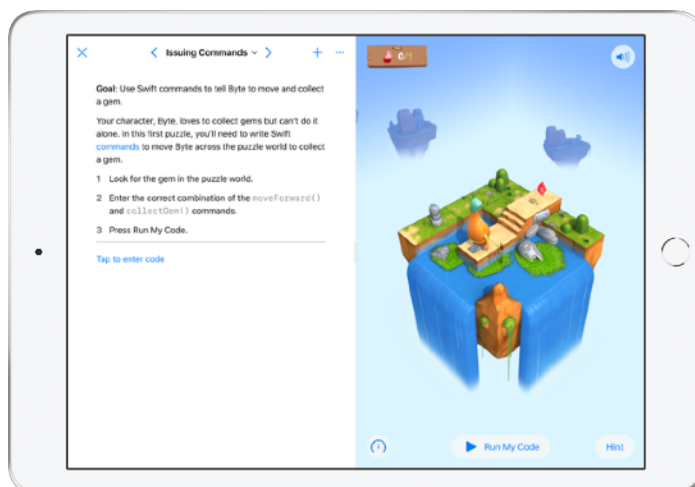 Issuing Commands
0/1
Goal: Use Swift commands to tell Byte to move and collect
a gem.
Your character, Byte, loves to collect gems but can't do it
alone. In this first puzzle, you'll need to write Swift
commands to move Byte across the puzzle world to collect
a gem.
1 Look for the gem in the puzzle world.
2 Enter the correct combination of the moveForward()
and collectGem() commands.
3 Press Run My Code.
Tap to enter code
Run My Code
Hint